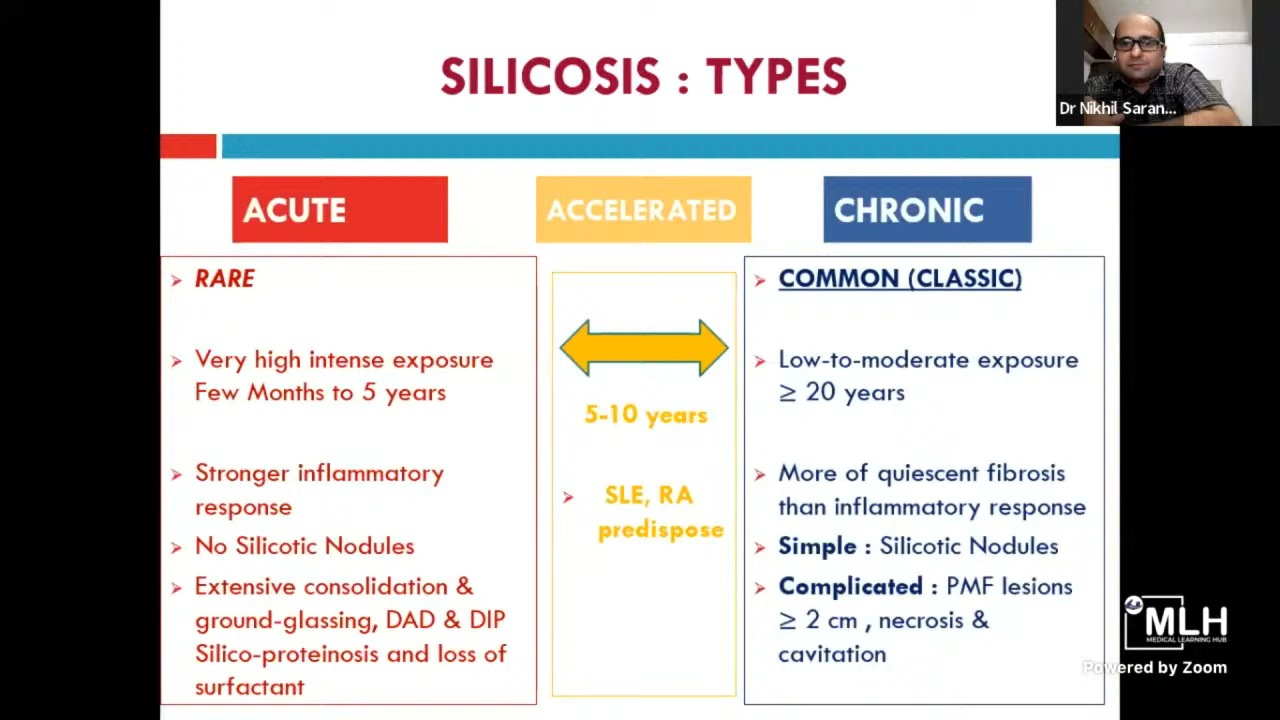 SILICOSIS : TYPES
Dr Nikhil Saran...
ACUTE
RARE
Very high intense exposure
Few Months to 5 years
Stronger inflammatory
response
No Silicotic Nodules
Extensive consolidation &
ground-glassing, DAD & DIP
Silico-proteinosis and loss of
surfactant
ACCELERATED
5-10 years
SLE, RA
predispose
CHRONIC
COMMON (CLASSIC)
Low-to-moderate exposure
≥ 20 years
More of quiescent fibrosis
than inflammatory response
Simple : Silicotic Nodules
Complicated : PMF lesions
≥ 2 cm , necrosis &
cavitation
MLH
MEDICAL LEARNING HUB
Powered by Zoom